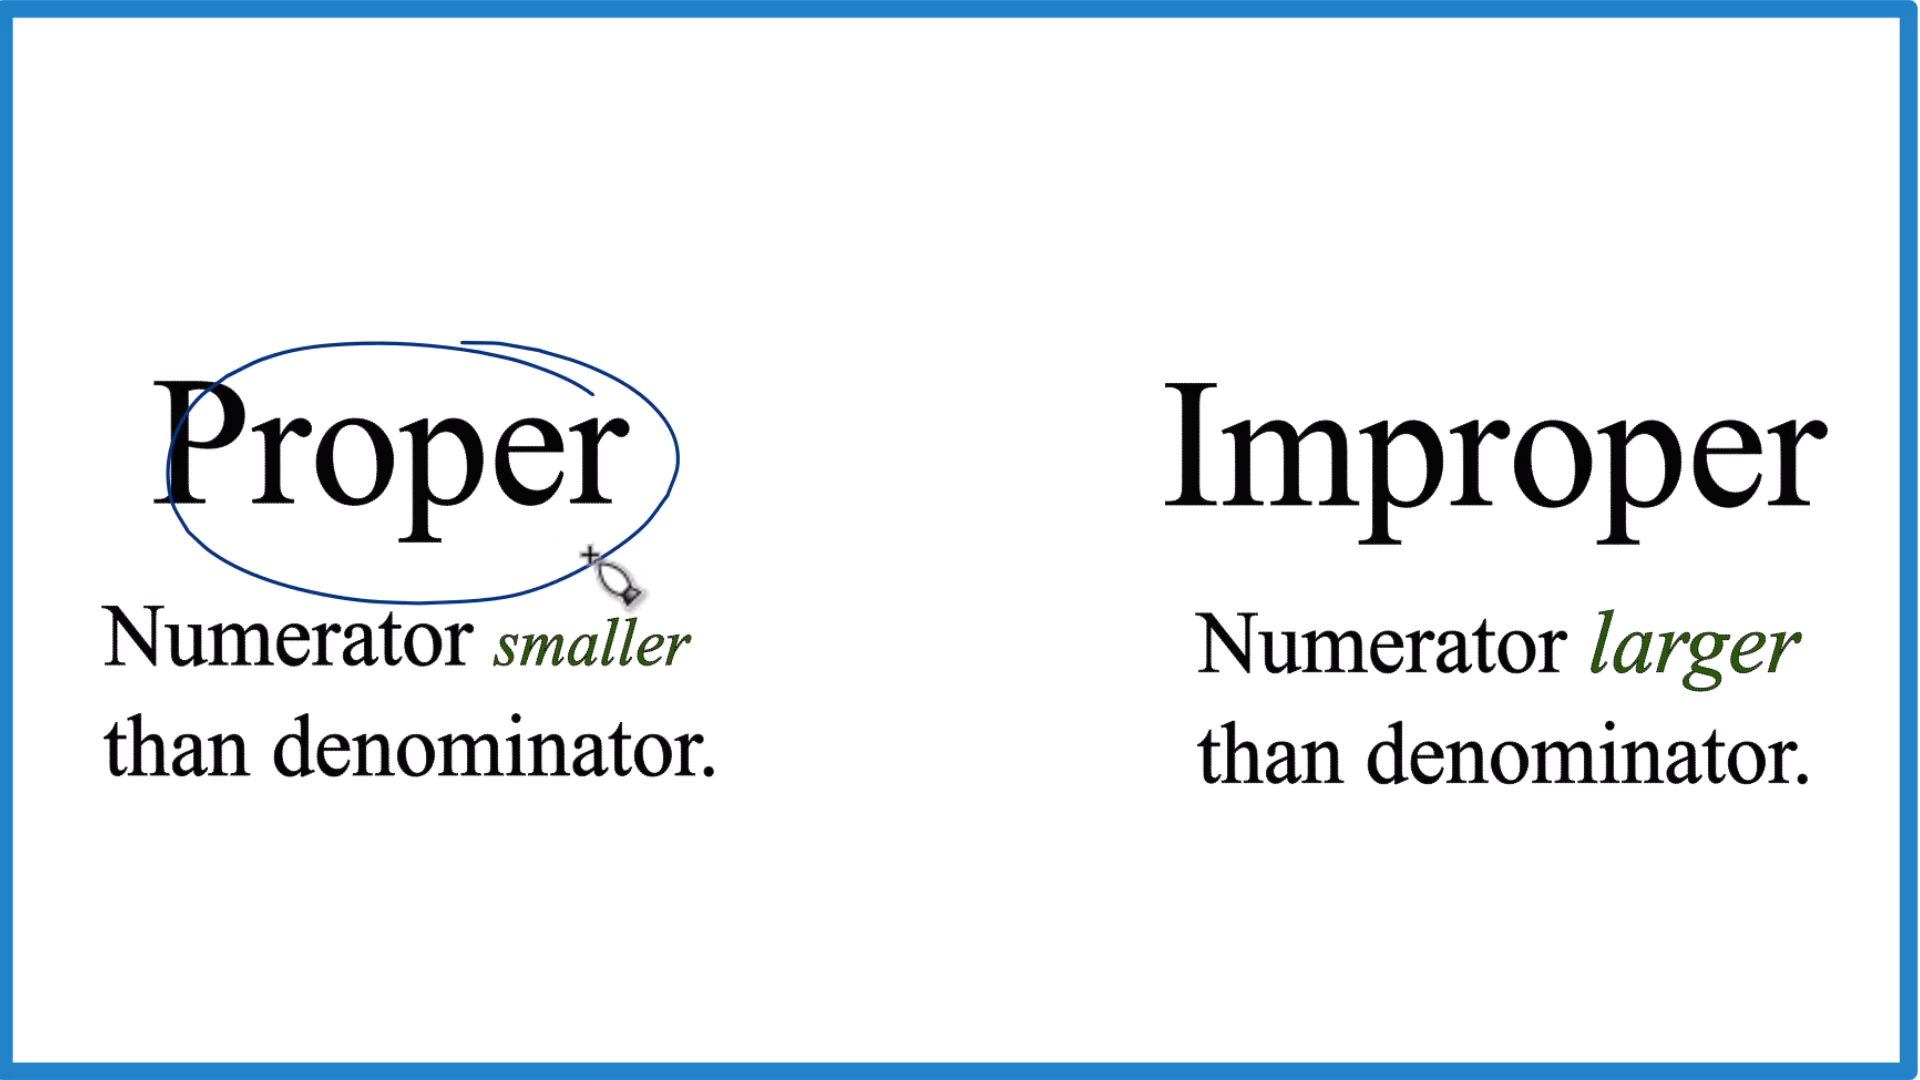 Proper
Numerator smaller
than denominator.
Improper
Numerator larger
than denominator.